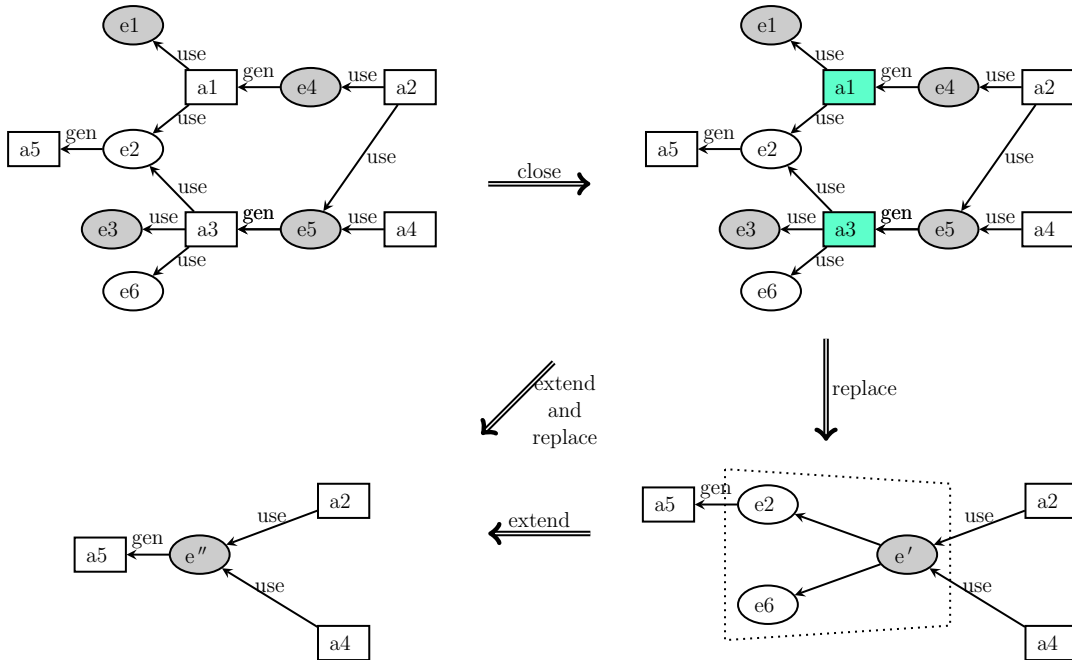 e1
use
a1
gen
e4
use
a2
use
gen
a5
e2
use
use
e3
use
a3
gen
e5
use
a4
use
e6
close
e1
use
a1
gen
e4
use
a2
use
gen
a5
e2
use
use
e3
use
a3
gen
e5
use
a4
use
e6
extend
and
replace
replace
a2
use
gen
a5
e″
use
a4
extend
a5
gen
e2
a2
use
e′
e6
use
a4